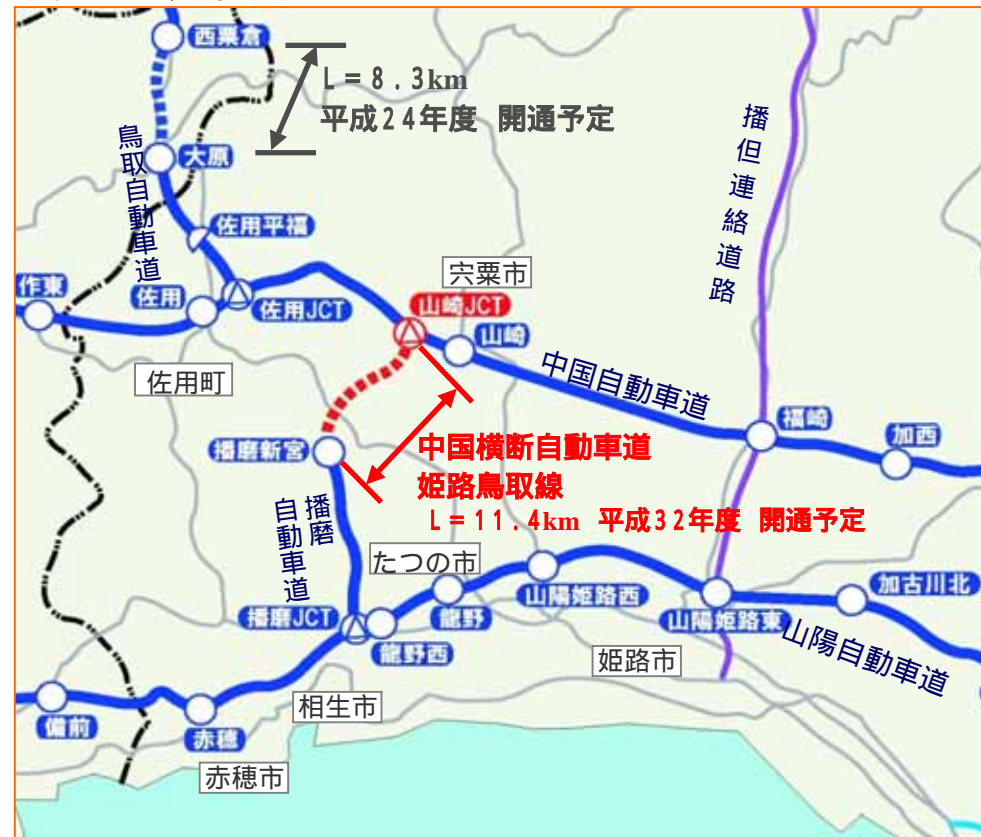 西粟倉
L=8.3km
平成24年度 開通予定
鳥取自動車道
大原
播但連絡道路
佐用平福
宍粟市
作東
佐用
佐用JCT
山崎JCT
山崎
中国自動車道
佐用町
福崎
加西
播磨新宮
中国横断自動車道
姫路鳥取線
L=11.4km 平成32年度 開通予定
播磨
自動車道
たつの市
山陽姫路西
加古川北
播磨JCT
龍野
山陽姫路東
龍野西
山陽自動車道
姫路市
備前
相生市
赤穂
赤穂市